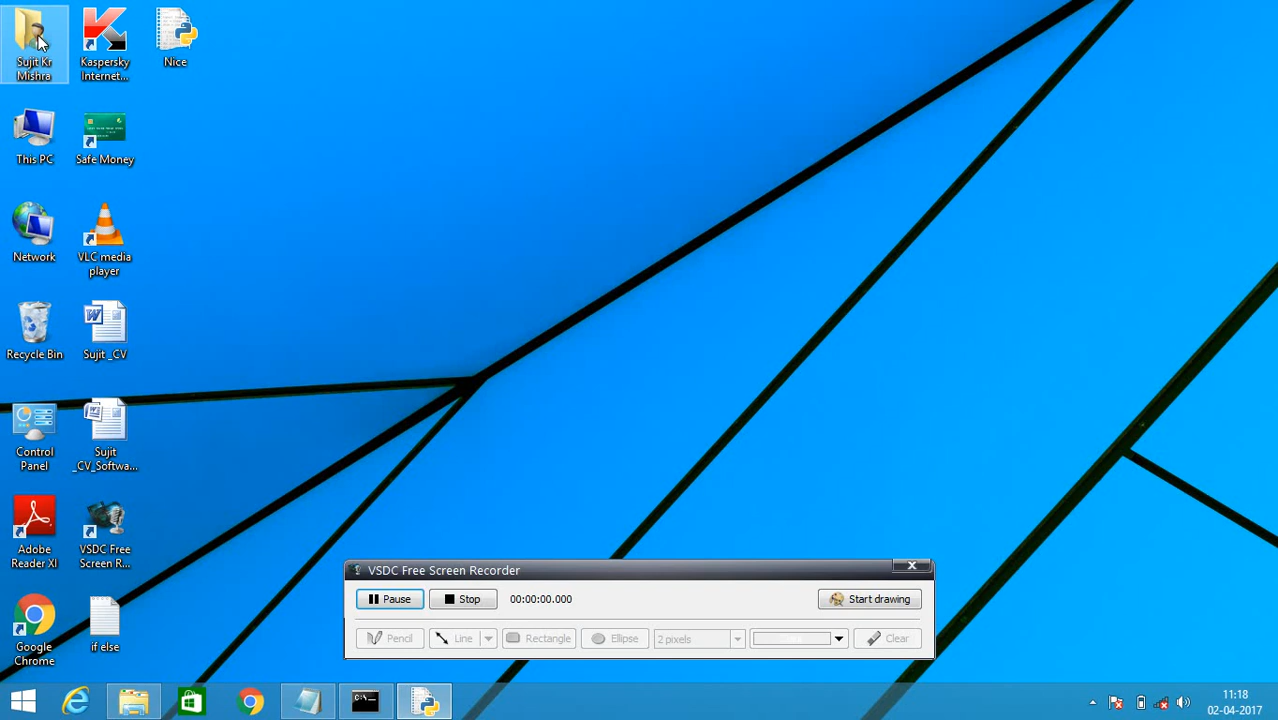 Sujit Kr
Mishra
Kaspersky
Internet...
Nice
This PC
Safe Money
Network
VLC media
player
Recycle Bin
Sujit _CV
Control
Panel
Sujit
_CV_Softwa...
Adobe
Reader XI
VSDC Free
Screen R...
Google
Chrome
if else
VSDC Free Screen Recorder
Pause
Stop
00:00:00.000
Start drawing
Pencil
Line
Rectangle
Ellipse
2 pixels
Clear
C:\_
11:18
02-04-2017